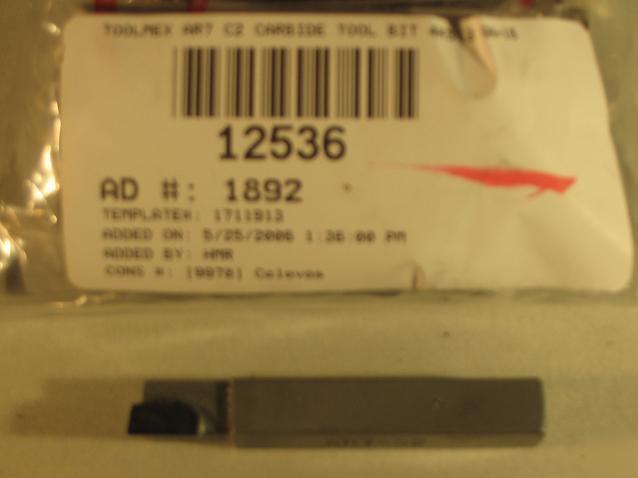 TOOLMEX AR7 C2 CARBIDE TOOL BIT
12536
AD #: 1892
TEMPLATE#: 1711913
ADDED ON: 5/25/2006 1:36:00 PM
ADDED BY: WMR
CONS #: [9978]